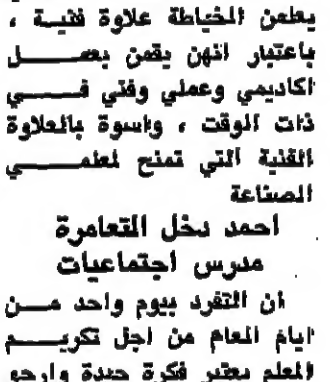 يعلمن الخياطة علاوة فنية ،
باعتبار انهن يقمن بعمل
اكاديمي وعملي وفني في
ذات الوقت ، واسوة بالعلاوة
الفنية التي تمنح لمعلمي
الصناعة
احمد دخل التعامرة
مدرس اجتماعيات
ان التفرد بيوم واحد من
ايام العام من اجل تكريم
المعلم يعتبر فكرة جيدة وارجو